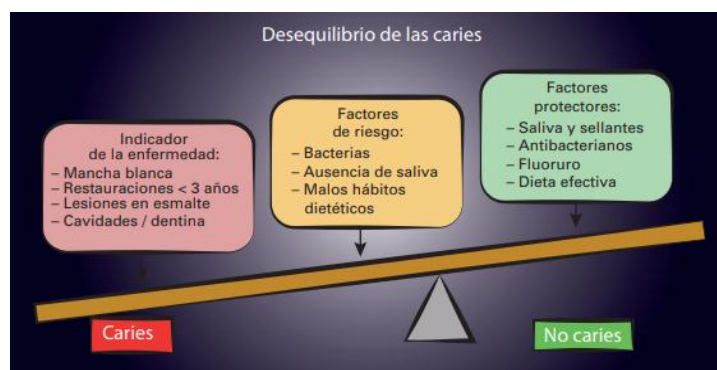 Desequilibrio de las caries
Indicador
de la enfermedad:
– Mancha blanca
– Restauraciones < 3 años
– Lesiones en esmalte
– Cavidades / dentina
Factores
de riesgo:
– Bacterias
– Ausencia de saliva
– Malos hábitos
dietéticos
Factores
protectores:
– Saliva y sellantes
– Antibacterianos
– Fluoruro
– Dieta efectiva
Caries
No caries